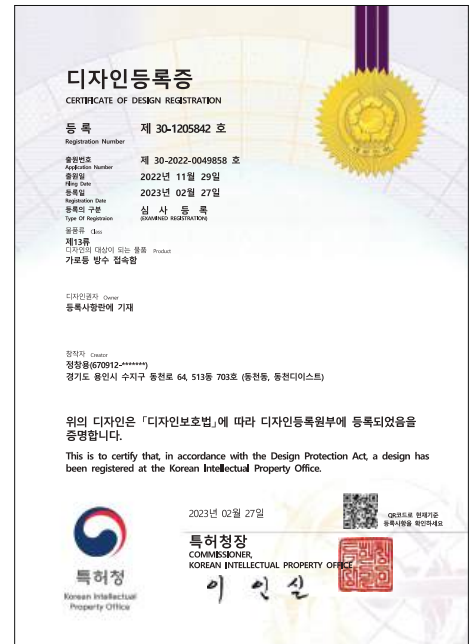 디자인등록증
CERTIFICATE OF DESIGN REGISTRATION
등 록 제 30-1205842 호
Registration Number
출원번호 제 30-2022-0049858 호
Application Number
출원일 2022년 11월 29일
Filing Date
등록일 2023년 02월 27일
Registration Date
등록의 구분 심 사 등 록
Type Of Registraion (EXAMINED REGISTRATION)
물품류 Class
제13류
디자인의 대상이 되는 물품 Product
가로등 방수 접속함
디자인권자 Owner
등록사항란에 기재
창작자 Creator
정창용(670912-*******)
경기도 용인시 수지구 동천로 64, 513동 703호 (동천동, 동천디이스트)
위의 디자인은 「디자인보호법」에 따라 디자인등록원부에 등록되었음을
증명합니다.
This is to certify that, in accordance with the Design Protection Act, a design has
been registered at the Korean Intellectual Property Office.
2023년 02월 27일
QR코드로 현재기준
등록사항을 확인하세요
특허청장
COMMISSIONER,
KOREAN INTELLECTUAL PROPERTY OFFICE
이 인 실
특허청
Korean Intellectual
Property Office